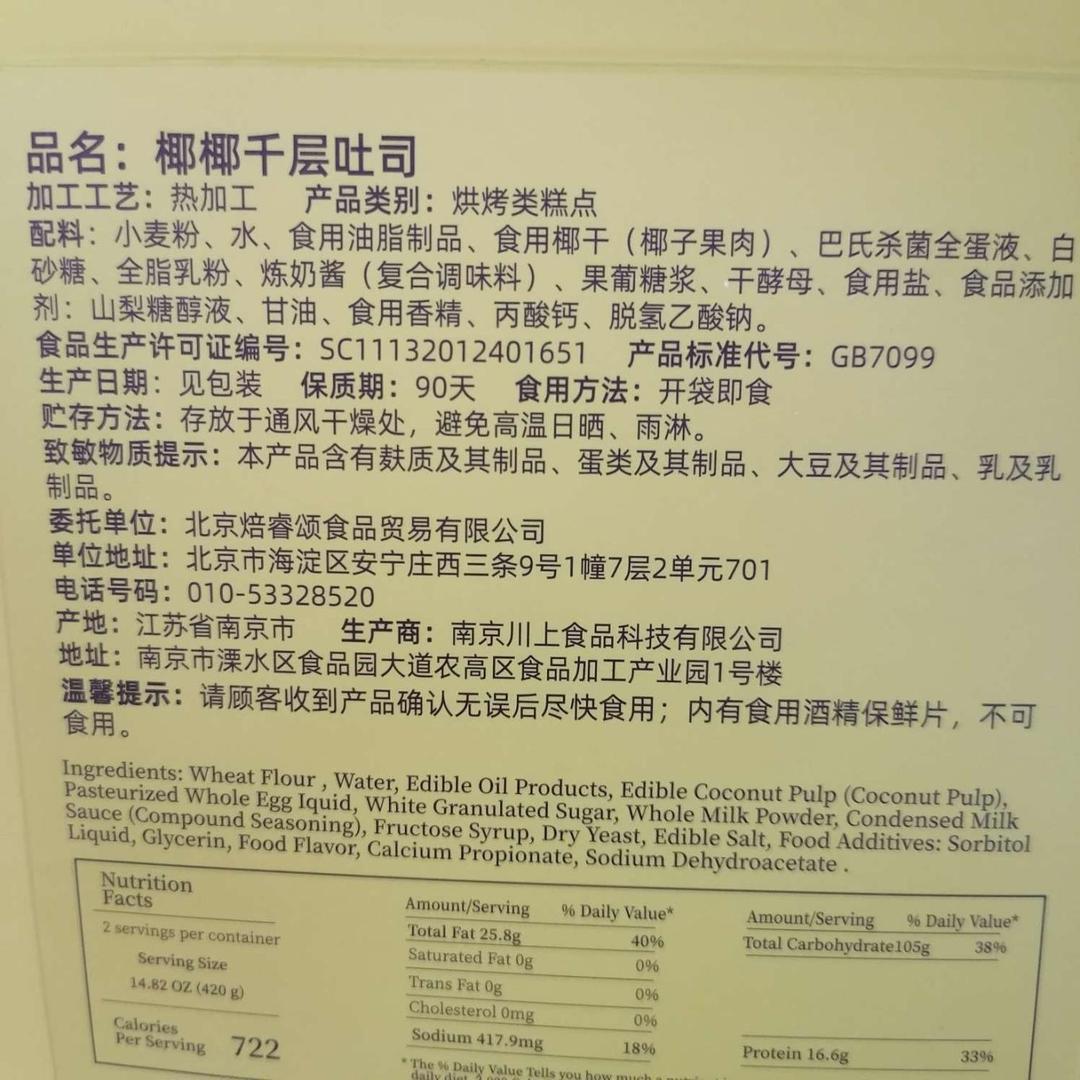 品名：椰椰千层吐司
加工工艺：热加工 产品类别：烘烤类糕点
配料：小麦粉、水、食用油脂制品、食用椰干（椰子果肉）、巴氏杀菌全蛋液、白
砂糖、全脂乳粉、炼奶酱（复合调味料）、果葡糖浆、干酵母、食用盐、食品添加
剂：山梨糖醇液、甘油、食用香精、丙酸钙、脱氢乙酸钠。
食品生产许可证编号：SC11132012401651 产品标准代号：GB7099
生产日期：见包装 保质期：90天 食用方法：开袋即食
贮存方法：存放于通风干燥处，避免高温日晒、雨淋。
致敏物质提示：本产品含有麸质及其制品、蛋类及其制品、大豆及其制品、乳及乳
制品。
委托单位：北京焙睿颂食品贸易有限公司
单位地址：北京市海淀区安宁庄西三条9号1幢7层2单元701
电话号码：010-53328520
产地：江苏省南京市 生产商：南京川上食品科技有限公司
地址：南京市溧水区食品园大道农高区食品加工产业园1号楼
温馨提示：请顾客收到产品确认无误后尽快食用；内有食用酒精保鲜片，不可
食用。
Ingredients: Wheat Flour , Water, Edible Oil Products, Edible Coconut Pulp (Coconut Pulp),
Pasteurized Whole Egg Iquid, White Granulated Sugar, Whole Milk Powder, Condensed Milk
Sauce (Compound Seasoning), Fructose Syrup, Dry Yeast, Edible Salt, Food Additives: Sorbitol
Liquid, Glycerin, Food Flavor, Calcium Propionate, Sodium Dehydroacetate .
Nutrition
Facts
2 servings per container
Serving Size
14.82 OZ (420 g)
Calories
Per Serving 722
Amount/Serving % Daily Value*
Total Fat 25.8g 40%
Saturated Fat 0g 0%
Trans Fat 0g 0%
Cholesterol 0mg 0%
Sodium 417.9mg 18%
* The % Daily Value Tells you how much a
Amount/Serving % Daily Value*
Total Carbohydrate105g 38%
Protein 16.6g 33%